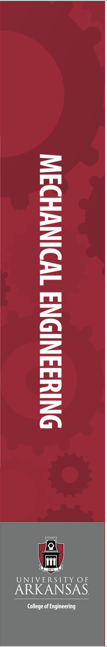 MECHANICAL ENGINEERING
UNIVERSITY OF
ARKANSAS
College of Engineering